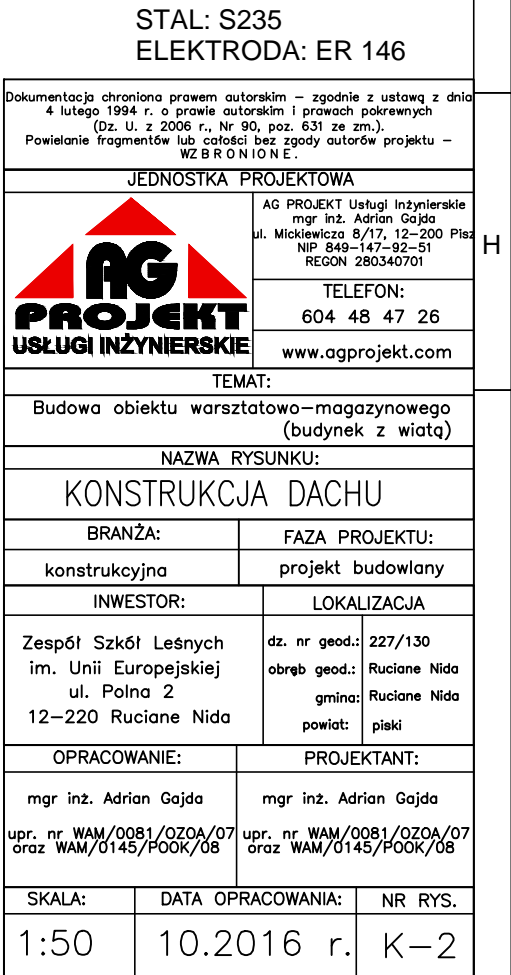 STAL: S235
ELEKTRODA: ER 146
Dokumentacja chroniona prawem autorskim – zgodnie z ustawą z dnia
4 lutego 1994 r. o prawie autorskim i prawach pokrewnych
(Dz. U. z 2006 r., Nr 90, poz. 631 ze zm.).
Powielanie fragmentów lub całości bez zgody autorów projektu –
WZBRONIONE.
JEDNOSTKA PROJEKTOWA
AG
PROJEKT
USŁUGI INŻYNIERSKIE
AG PROJEKT Usługi Inżynierskie
mgr inż. Adrian Gajda
ul. Mickiewicza 8/17, 12–200 Pisz
NIP 849–147–92–51
REGON 280340701
H
TELEFON:
604 48 47 26
www.agprojekt.com
TEMAT:
Budowa obiektu warsztatowo–magazynowego
(budynek z wiatą)
NAZWA RYSUNKU:
KONSTRUKCJA DACHU
BRANŻA:
konstrukcyjna
FAZA PROJEKTU:
projekt budowlany
INWESTOR:
Zespół Szkół Leśnych
im. Unii Europejskiej
ul. Polna 2
12–220 Ruciane Nida
LOKALIZACJA
dz. nr geod.: 227/130
obręb geod.: Ruciane Nida
gmina: Ruciane Nida
powiat: piski
OPRACOWANIE:
mgr inż. Adrian Gajda
upr. nr WAM/0081/OZOA/07
oraz WAM/0145/POOK/08
PROJEKTANT:
mgr inż. Adrian Gajda
upr. nr WAM/0081/OZOA/07
oraz WAM/0145/POOK/08
SKALA:
1:50
DATA OPRACOWANIA:
10.2016 r.
NR RYS.
K–2